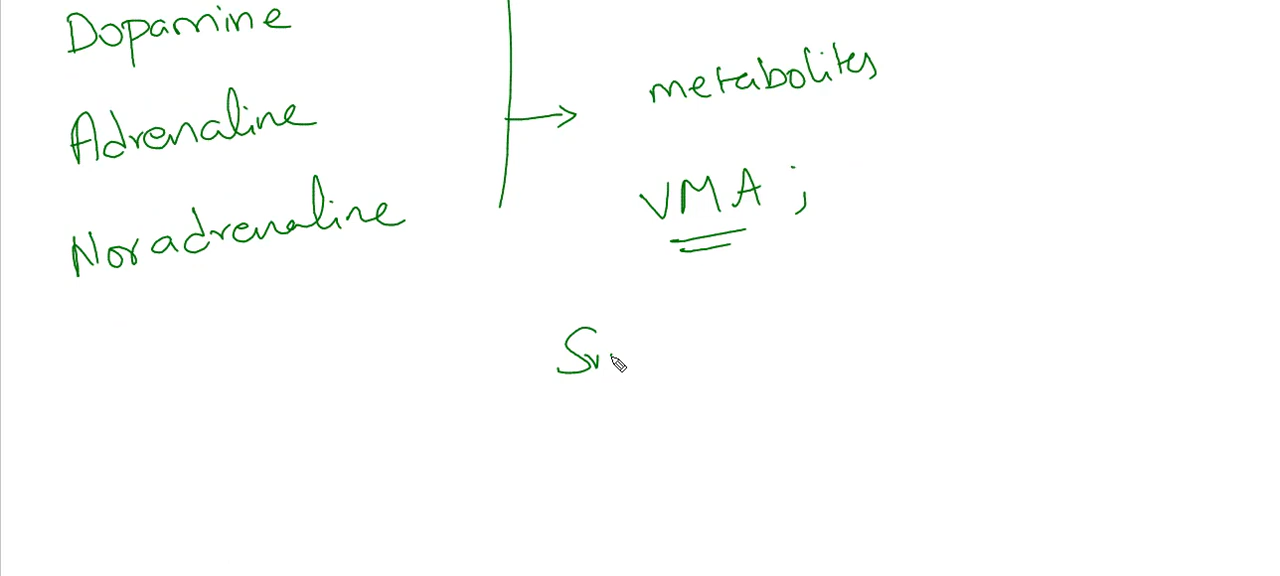 Dopamine
metabolites
Adrenaline
VMA ;
Noradrenaline